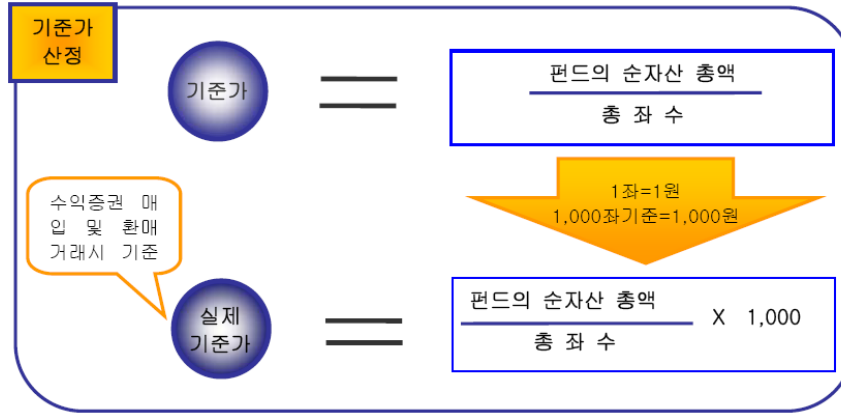 기준가
산정
기준가
펀드의 순자산 총액
총 좌 수
1좌=1원
1,000좌기준=1,000원
수익증권 매
입 및 환매
거래시 기준
실제
기준가
펀드의 순자산 총액
총 좌 수
X 1,000